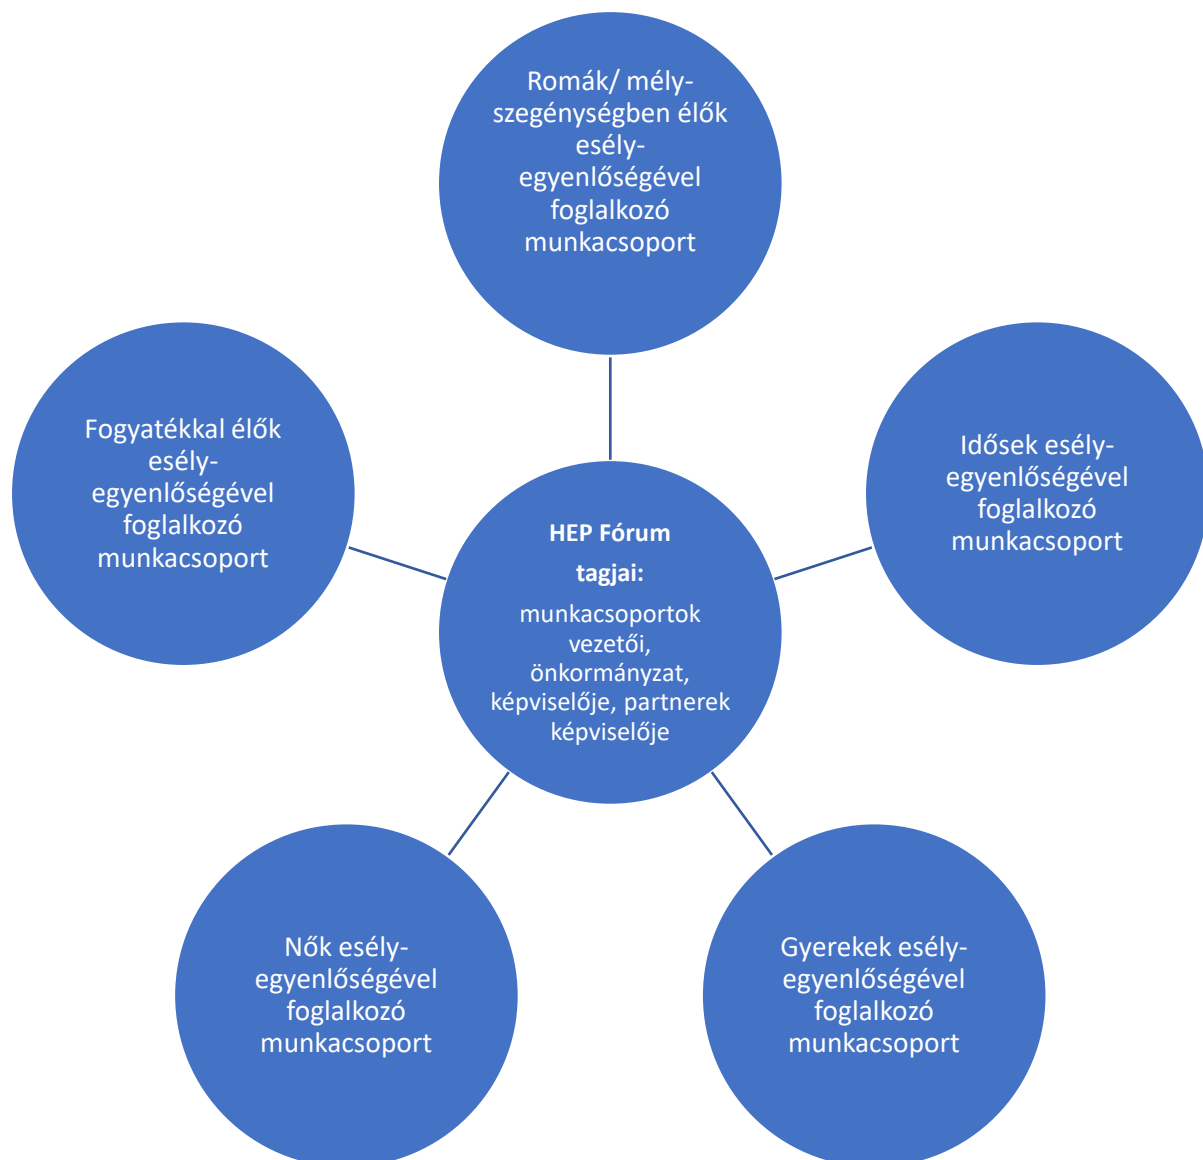 Romák/ mély-
szegénységben élők
esély-
egyenlőségével
foglalkozó
munkacsoport
Fogyatékkal élők
esély-
egyenlőségével
foglalkozó
munkacsoport
Idősek esély-
egyenlőségével
foglalkozó
munkacsoport
HEP Fórum
tagjai:
munkacsoportok
vezetői,
önkormányzat,
képviselője, partnerek
képviselője
Nők esély-
egyenlőségével
foglalkozó
munkacsoport
Gyerekek esély-
egyenlőségével
foglalkozó
munkacsoport